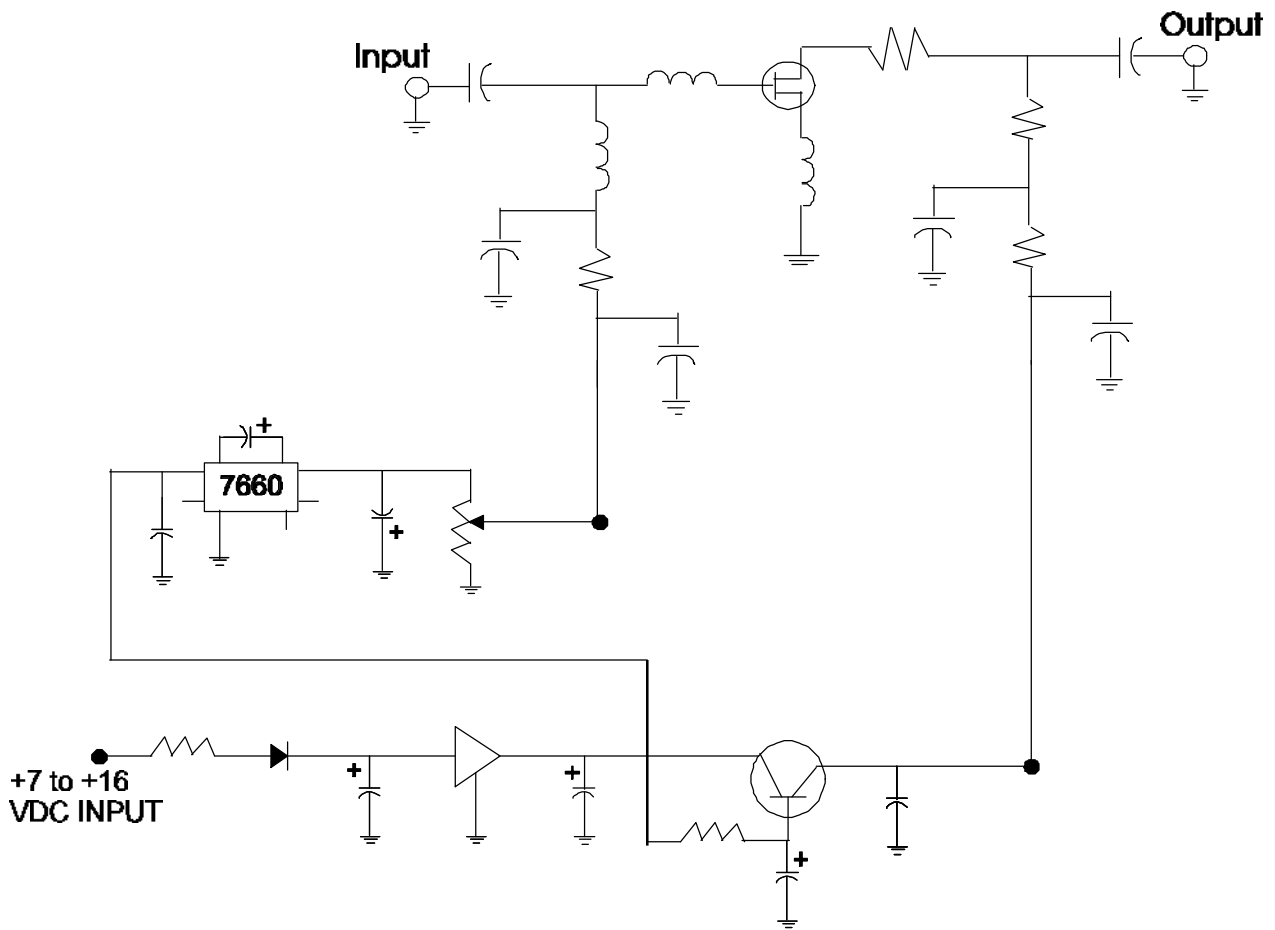 Output
Input
+
7660
+
+7 to +16
VDC INPUT
+
+
+